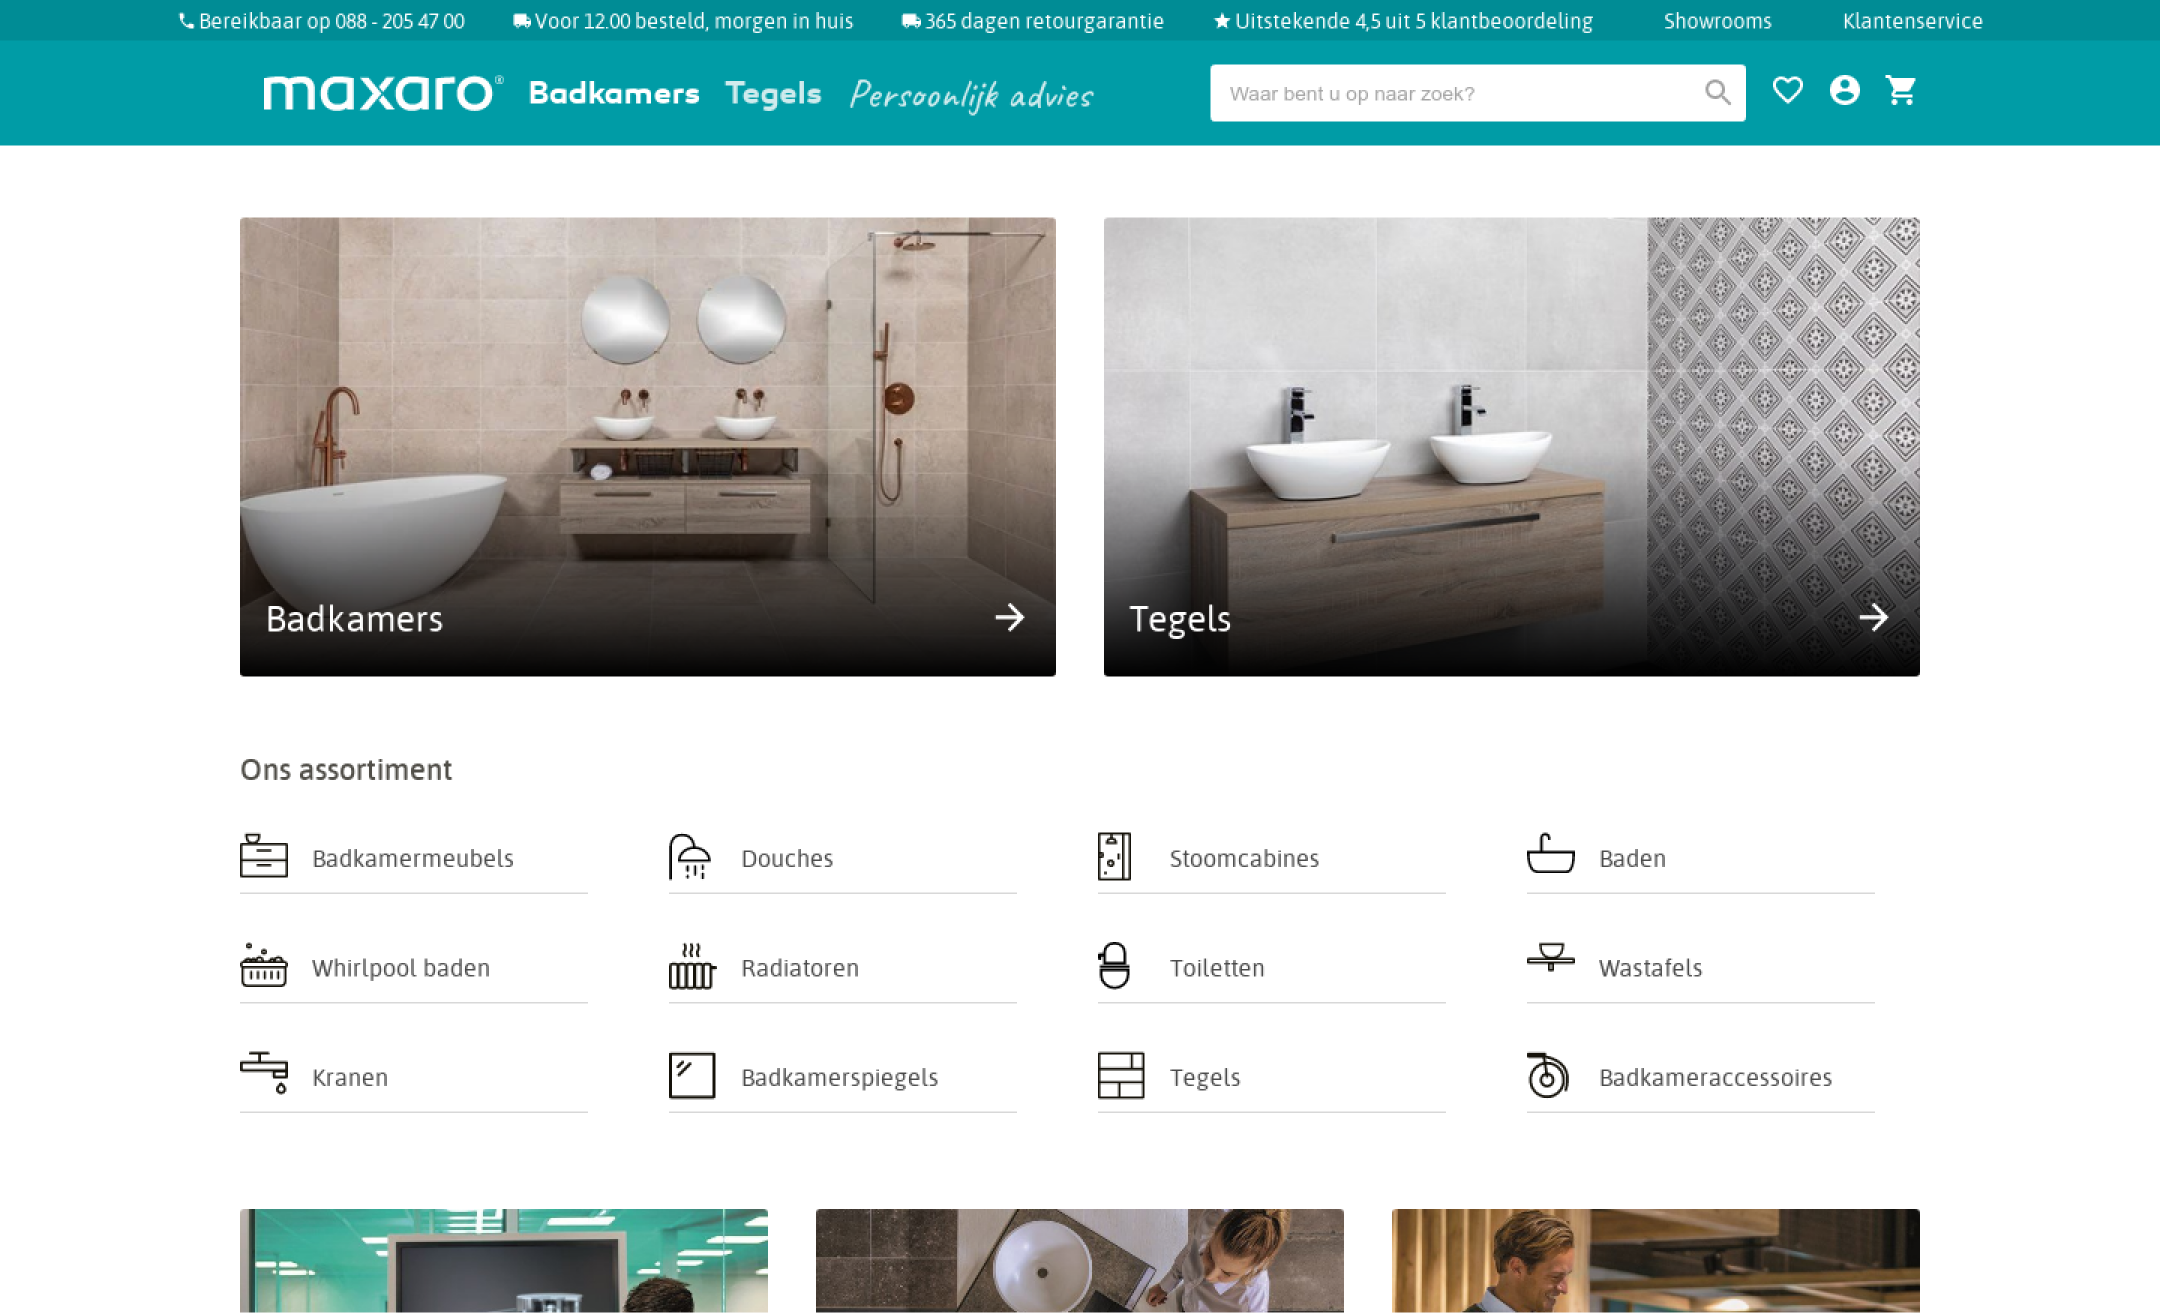 Bereikbaar op 088 - 205 47 00
Voor 12.00 besteld, morgen in huis
365 dagen retourgarantie
Uitstekende 4,5 uit 5 klantbeoordeling
Showrooms
Klantenservice
maxaro®
Badkamers
Tegels
Persoonlijk advies
Waar bent u op naar zoek?
Badkamers
Tegels
Ons assortiment
Badkamermeubels
Douches
Stoomcabines
Baden
Whirlpool baden
Radiatoren
Toiletten
Wastafels
Kranen
Badkamerspiegels
Tegels
Badkameraccessoires